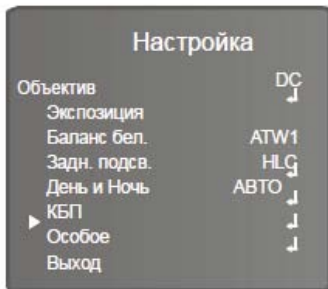 Настройка
Объектив DC
Экспозиция
Баланс бел. ATW1
Задн. подсв. HLC
День и Ночь АВТО
КБП
Особое
Выход